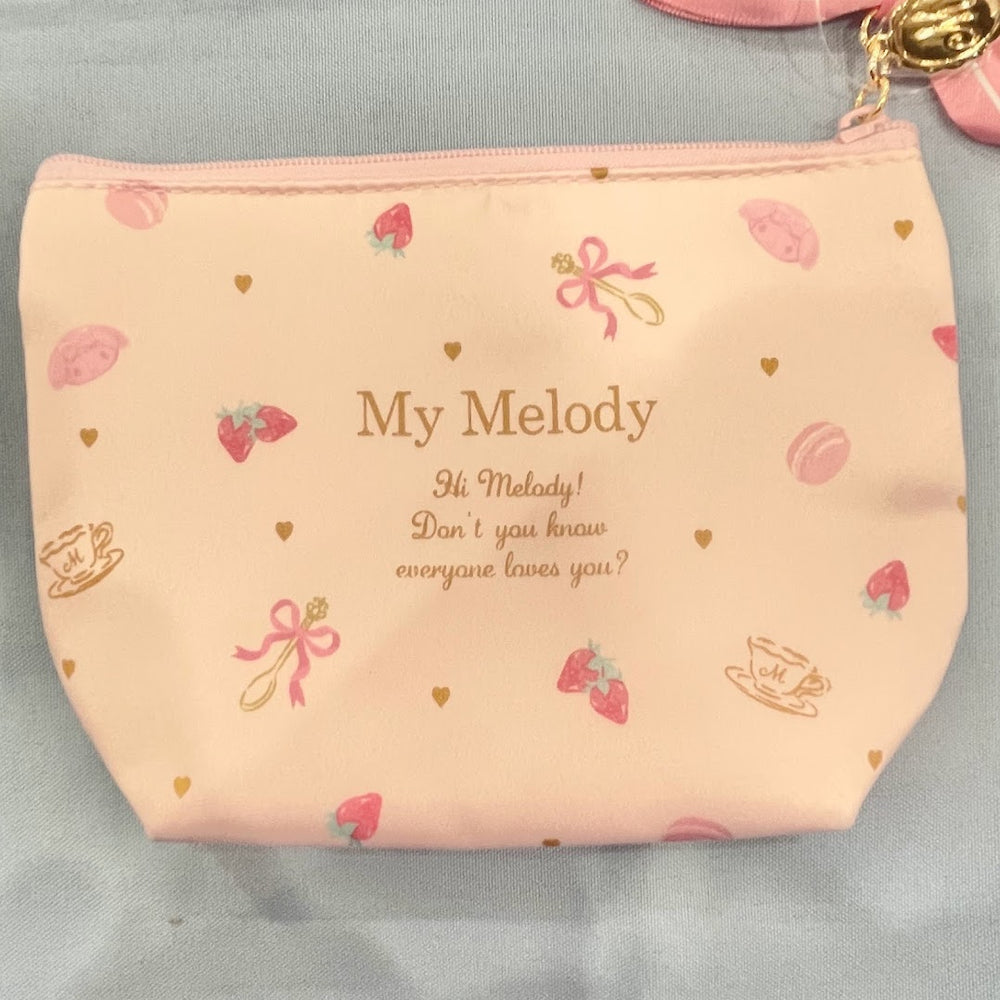 My Melody
Hi Melody!
Don't you know
everyone loves you?
M
M